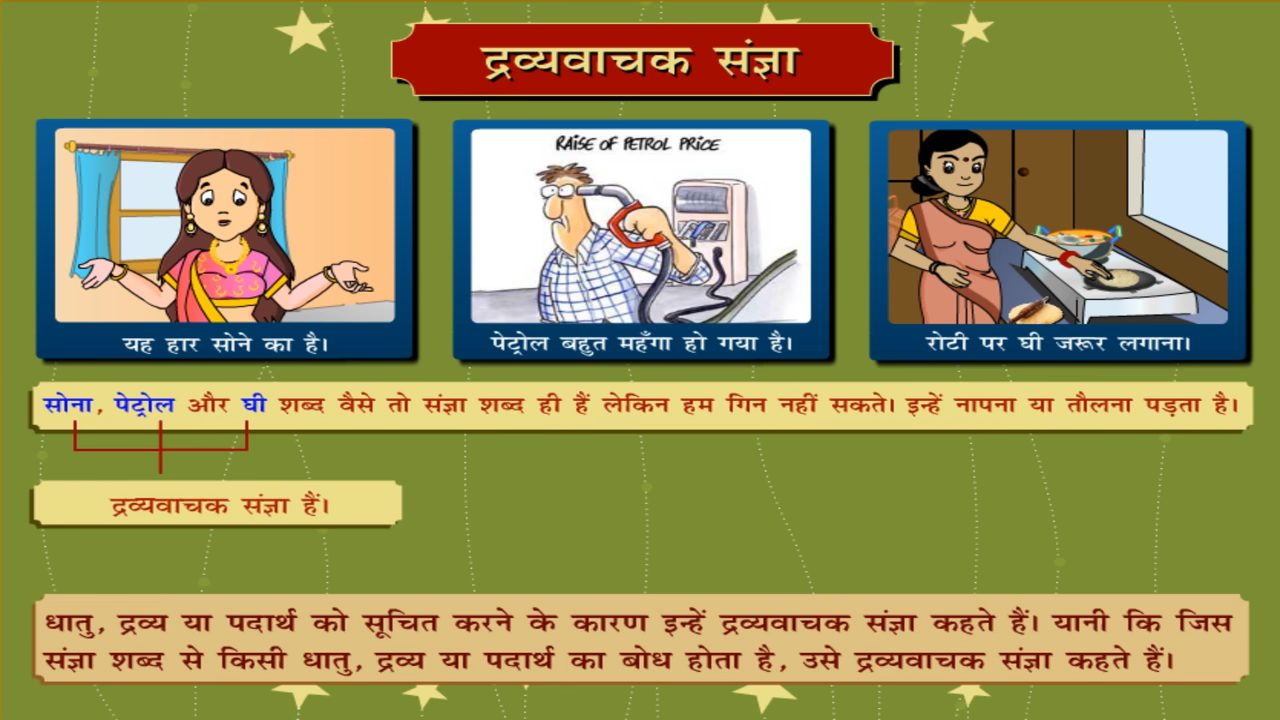 द्रव्यवाचक संज्ञा
RAISE OF PETROL PRICE
यह हार सोने का है।
पेट्रोल बहुत महँगा हो गया है।
रोटी पर घी जरूर लगाना।
सोना, पेट्रोल और घी शब्द वैसे तो संज्ञा शब्द ही हैं लेकिन हम गिन नहीं सकते। इन्हें नापना या तौलना पड़ता है।
द्रव्यवाचक संज्ञा हैं।
धातु, द्रव्य या पदार्थ को सूचित करने के कारण इन्हें द्रव्यवाचक संज्ञा कहते हैं। यानी कि जिस
संज्ञा शब्द से किसी धातु, द्रव्य या पदार्थ का बोध होता है, उसे द्रव्यवाचक संज्ञा कहते हैं।